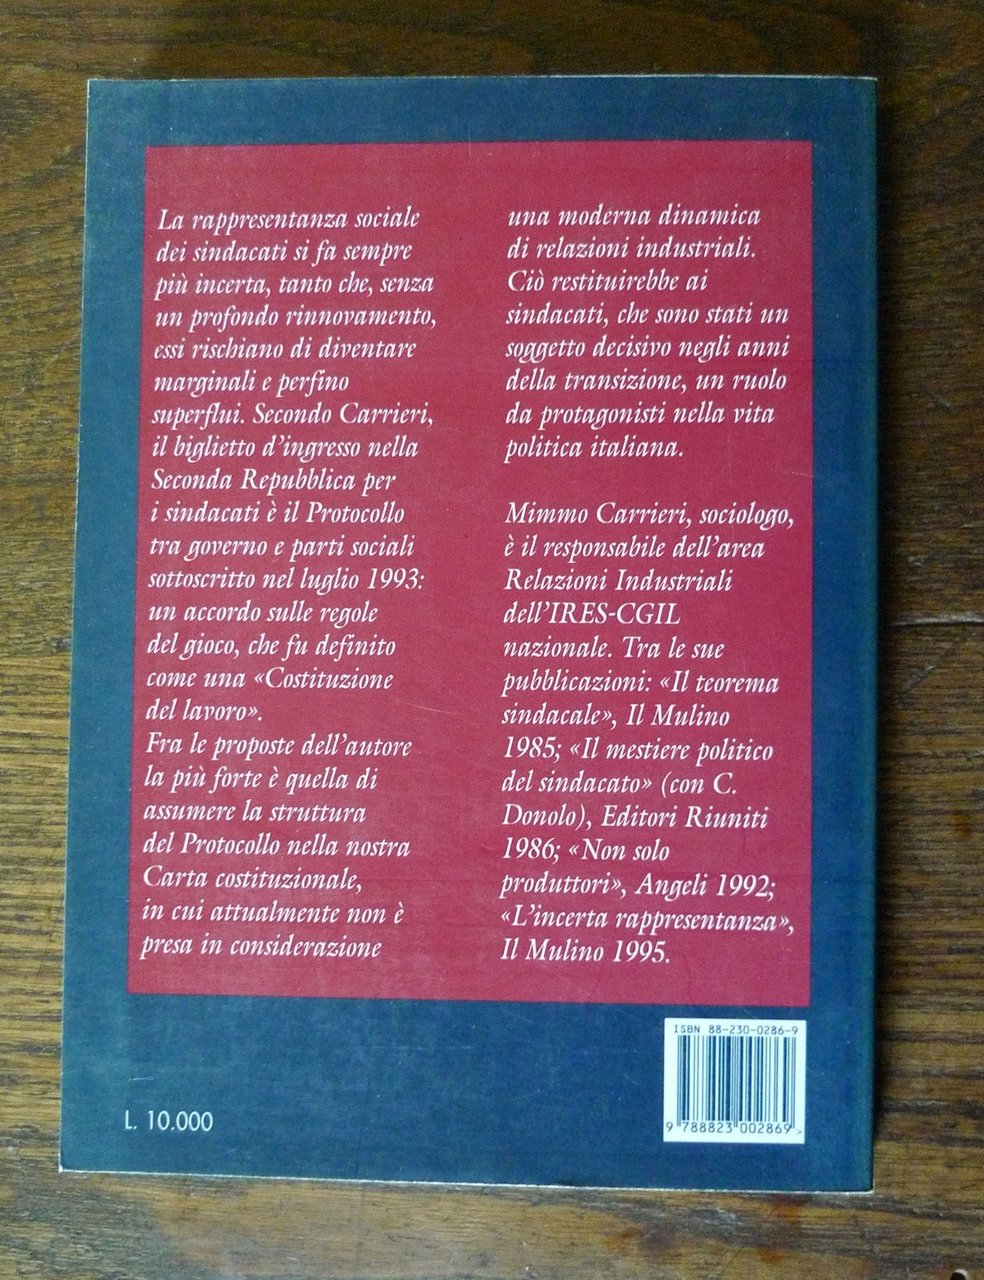 La rappresentanza sociale
dei sindacati si fa sempre
più incerta, tanto che, senza
un profondo rinnovamento,
essi rischiano di diventare
marginali e perfino
superflui. Secondo Carrieri,
il biglietto d'ingresso nella
Seconda Repubblica per
i sindacati è il Protocollo
tra governo e parti sociali
sottoscritto nel luglio 1993:
un accordo sulle regole
del gioco, che fu definito
come una «Costituzione
del lavoro».
Fra le proposte dell'autore
la più forte è quella di
assumere la struttura
del Protocollo nella nostra
Carta costituzionale,
in cui attualmente non è
presa in considerazione
una moderna dinamica
di relazioni industriali.
Ciò restituirebbe ai
sindacati, che sono stati un
soggetto decisivo negli anni
della transizione, un ruolo
da protagonisti nella vita
politica italiana.
Mimmo Carrieri, sociologo,
è il responsabile dell'area
Relazioni Industriali
dell'IRES-CGIL
nazionale. Tra le sue
pubblicazioni: «Il teorema
sindacale», Il Mulino
1985; «Il mestiere politico
del sindacato» (con C.
Donolo), Editori Riuniti
1986; «Non solo
produttori», Angeli 1992;
«L'incerta rappresentanza»,
Il Mulino 1995.
ISBN 88-230-0286-9
9 788823 002869>
L. 10.000